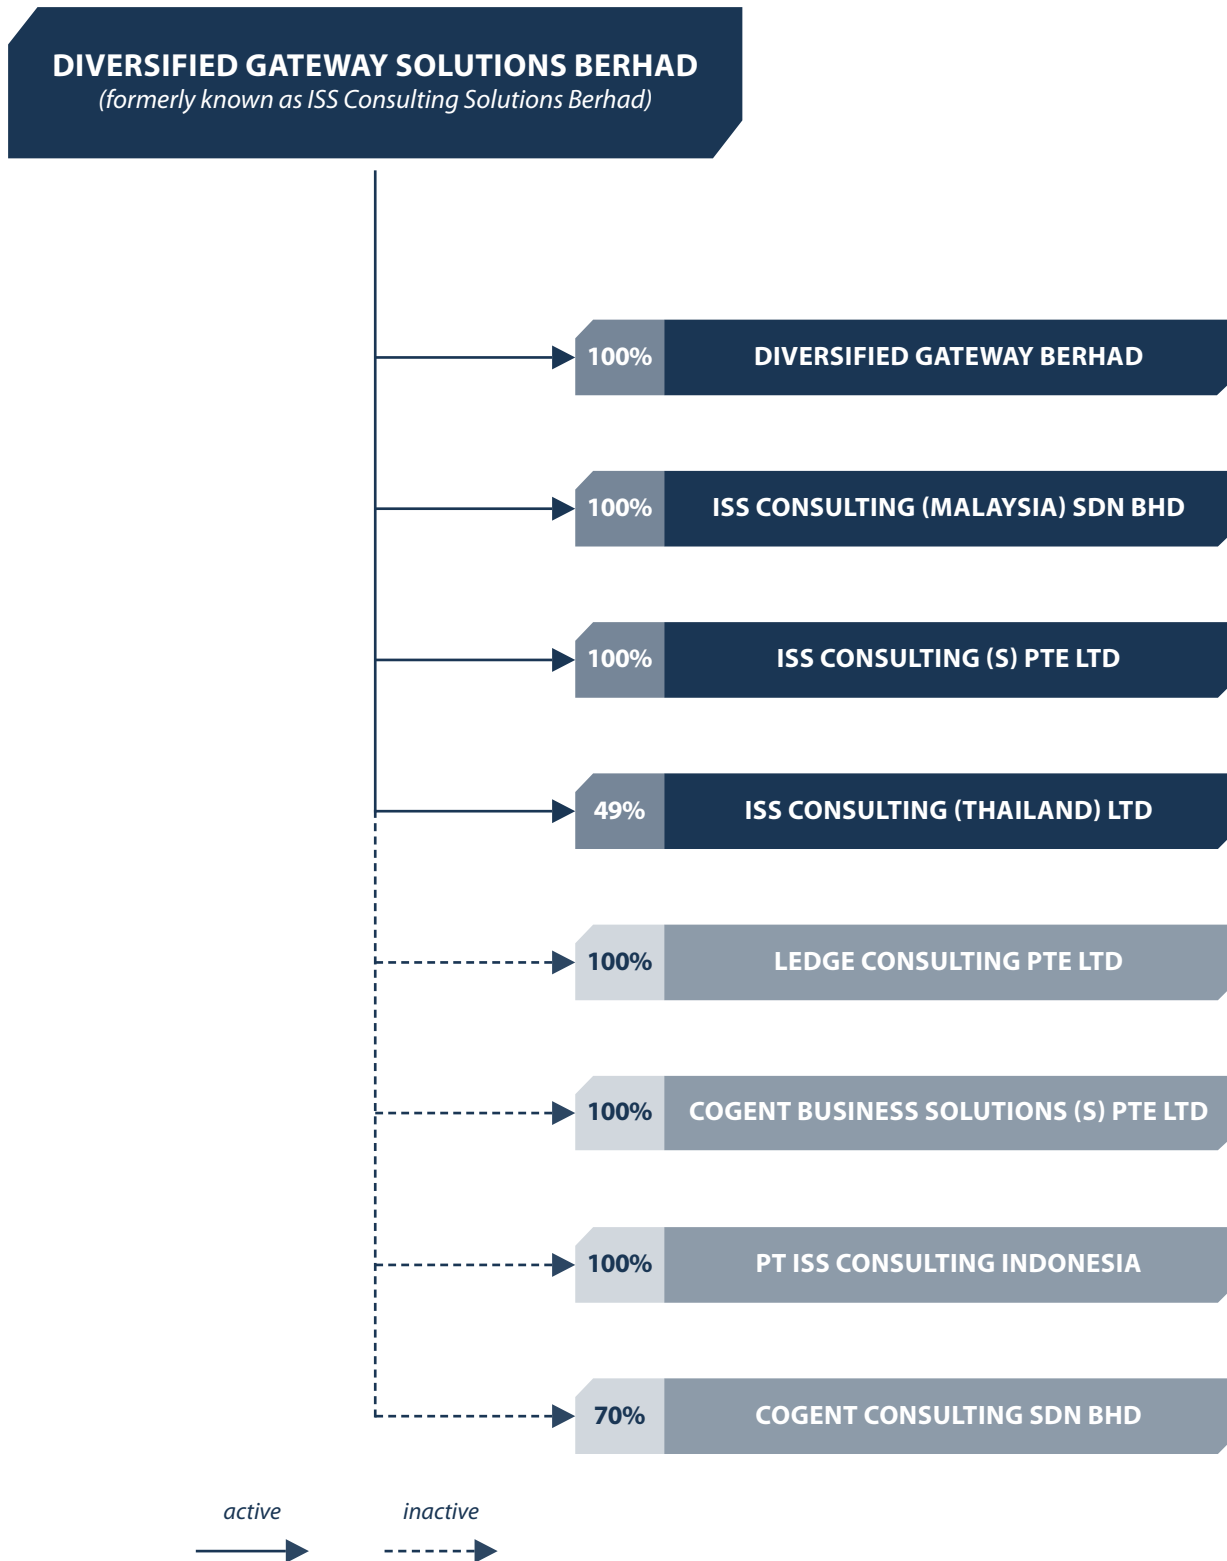 DIVERSIFIED GATEWAY SOLUTIONS BERHAD
(formerly known as ISS Consulting Solutions Berhad)
100% DIVERSIFIED GATEWAY BERHAD
100% ISS CONSULTING (MALAYSIA) SDN BHD
100% ISS CONSULTING (S) PTE LTD
49% ISS CONSULTING (THAILAND) LTD
100% LEDGE CONSULTING PTE LTD
100% COGENT BUSINESS SOLUTIONS (S) PTE LTD
100% PT ISS CONSULTING INDONESIA
70% COGENT CONSULTING SDN BHD
active inactive